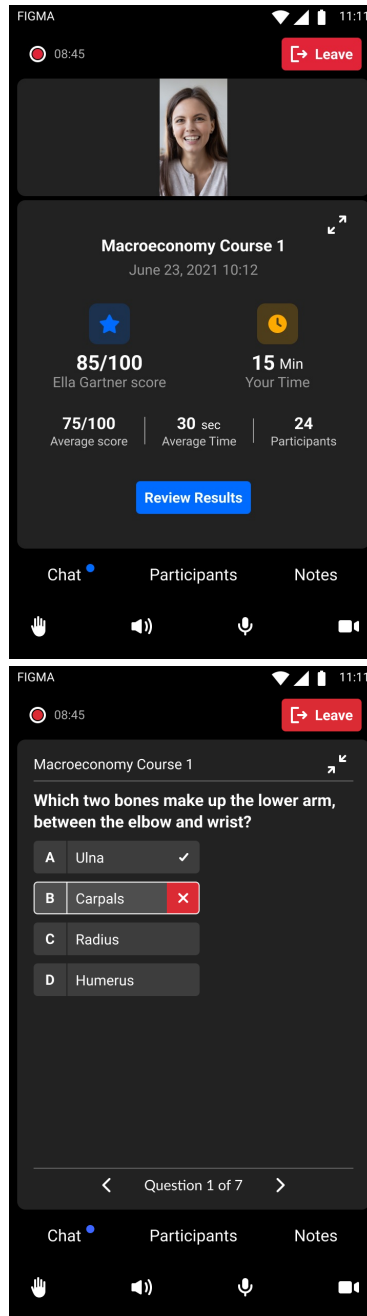 FIGMA 11:11
08:45 Leave
Macroeconomy Course 1
June 23, 2021 10:12
85/100 15 Min
Ella Gartner score Your Time
75/100 30 sec 24
Average score Average Time Participants
Review Results
Chat Participants Notes
FIGMA 11:11
08:45 Leave
Macroeconomy Course 1
Which two bones make up the lower arm,
between the elbow and wrist?
A Ulna
B Carpals
C Radius
D Humerus
Question 1 of 7
Chat Participants Notes